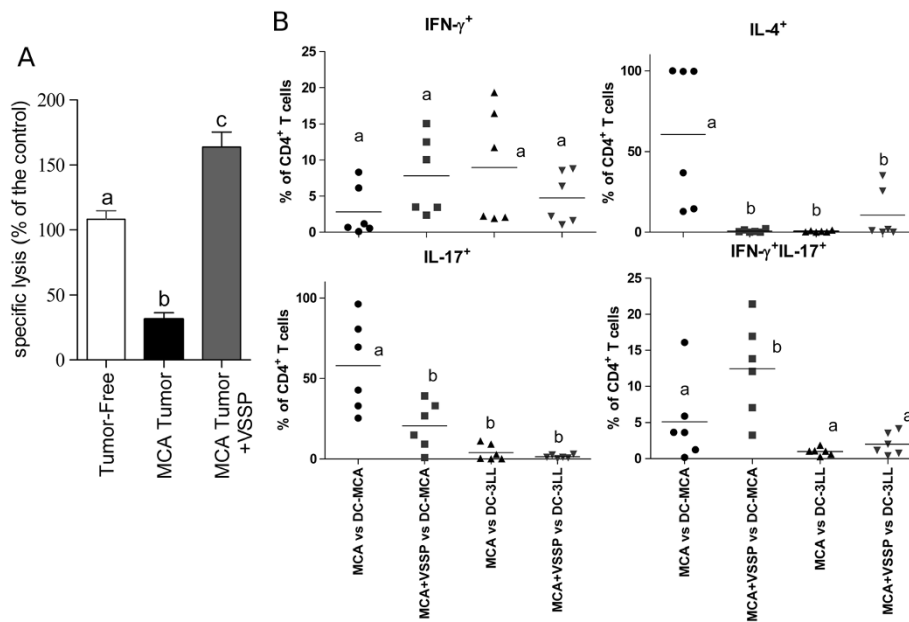 A
specific lysis (% of the control)
200
150
100
50
0
a
b
c
Tumor-Free
MCA Tumor
MCA Tumor
+VSSP
B
IFN-γ⁺
% of CD4⁺ T cells
25
20
15
10
5
0
a
a
a
a
IL-4⁺
% of CD4⁺ T cells
100
50
0
a
b
b
b
IL-17⁺
% of CD4⁺ T cells
100
50
0
a
b
b
b
MCA vs DC-MCA
MCA+VSSP vs DC-MCA
MCA vs DC-3LL
MCA+VSSP vs DC-3LL
IFN-γ⁺IL-17⁺
% of CD4⁺ T cells
25
20
15
10
5
0
a
b
a
a
MCA vs DC-MCA
MCA+VSSP vs DC-MCA
MCA vs DC-3LL
MCA+VSSP vs DC-3LL